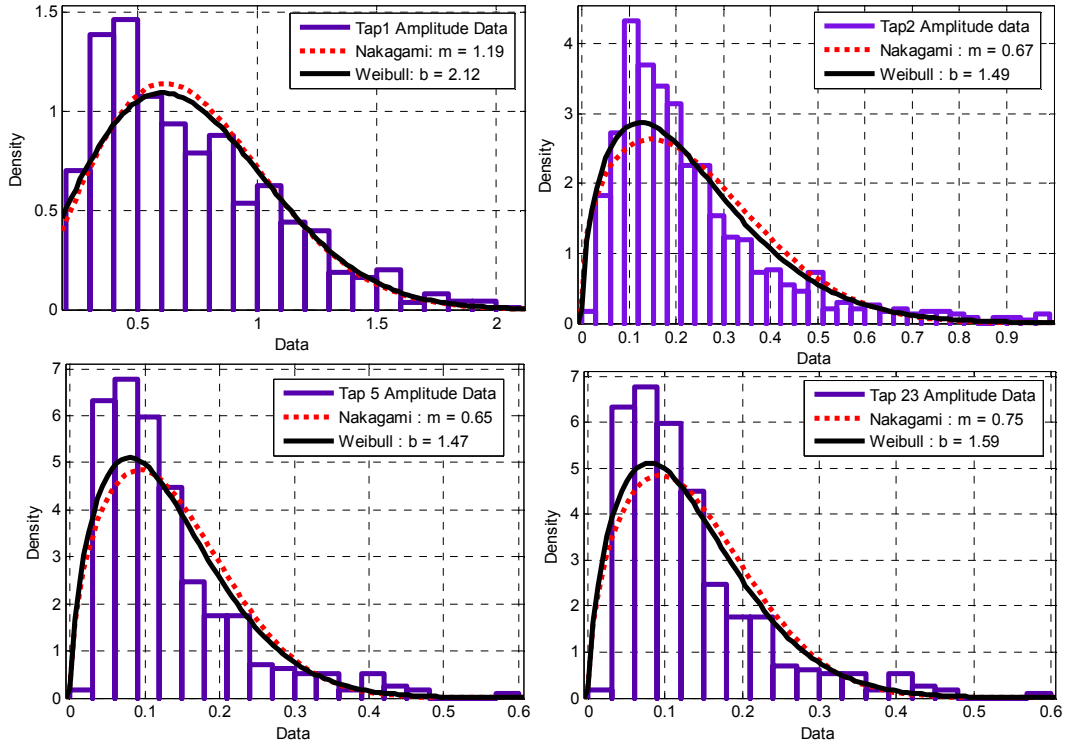 Tap1 Amplitude Data
Nakagami: m = 1.19
Weibull: b = 2.12
1.5
1
0.5
0
Density
0.5
1
1.5
2
Data
Tap2 Amplitude data
Nakagami : m = 0.67
Weibull : b = 1.49
4
3
2
1
0
Density
0 0.1 0.2 0.3 0.4 0.5 0.6 0.7 0.8 0.9
Data
Tap 5 Amplitude Data
Nakagami : m = 0.65
Weibull : b = 1.47
7
6
5
4
3
2
1
0
Density
0 0.1 0.2 0.3 0.4 0.5 0.6
Data
Tap 23 Amplitude Data
Nakagami : m = 0.75
Weibull : b = 1.59
7
6
5
4
3
2
1
0
Density
0 0.1 0.2 0.3 0.4 0.5 0.6
Data